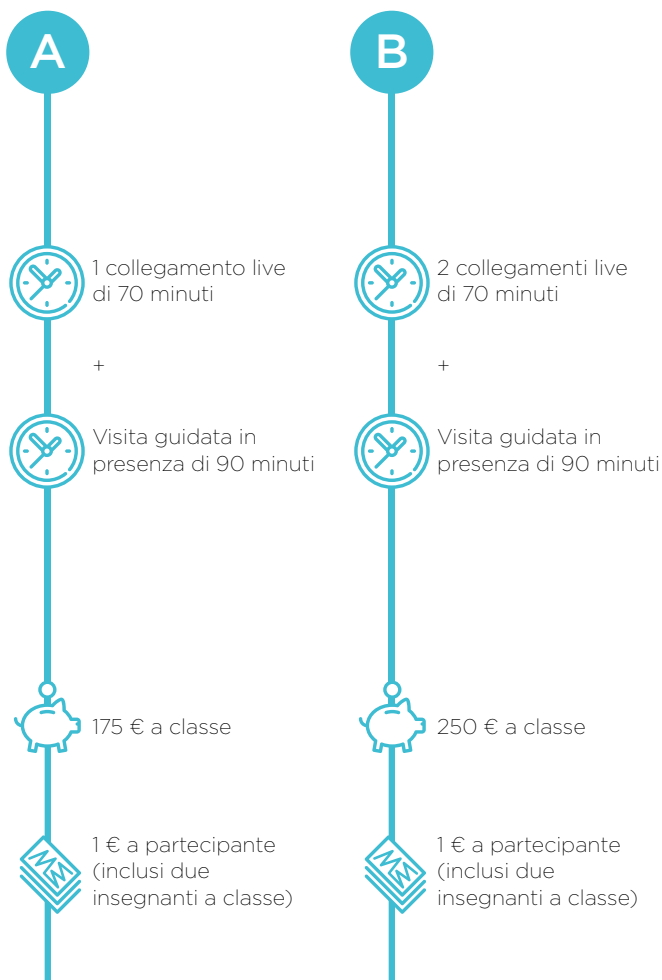 A
1 collegamento live
di 70 minuti
+
Visita guidata in
presenza di 90 minuti
175 € a classe
1 € a partecipante
(inclusi due
insegnanti a classe)
B
2 collegamenti live
di 70 minuti
+
Visita guidata in
presenza di 90 minuti
250 € a classe
1 € a partecipante
(inclusi due
insegnanti a classe)